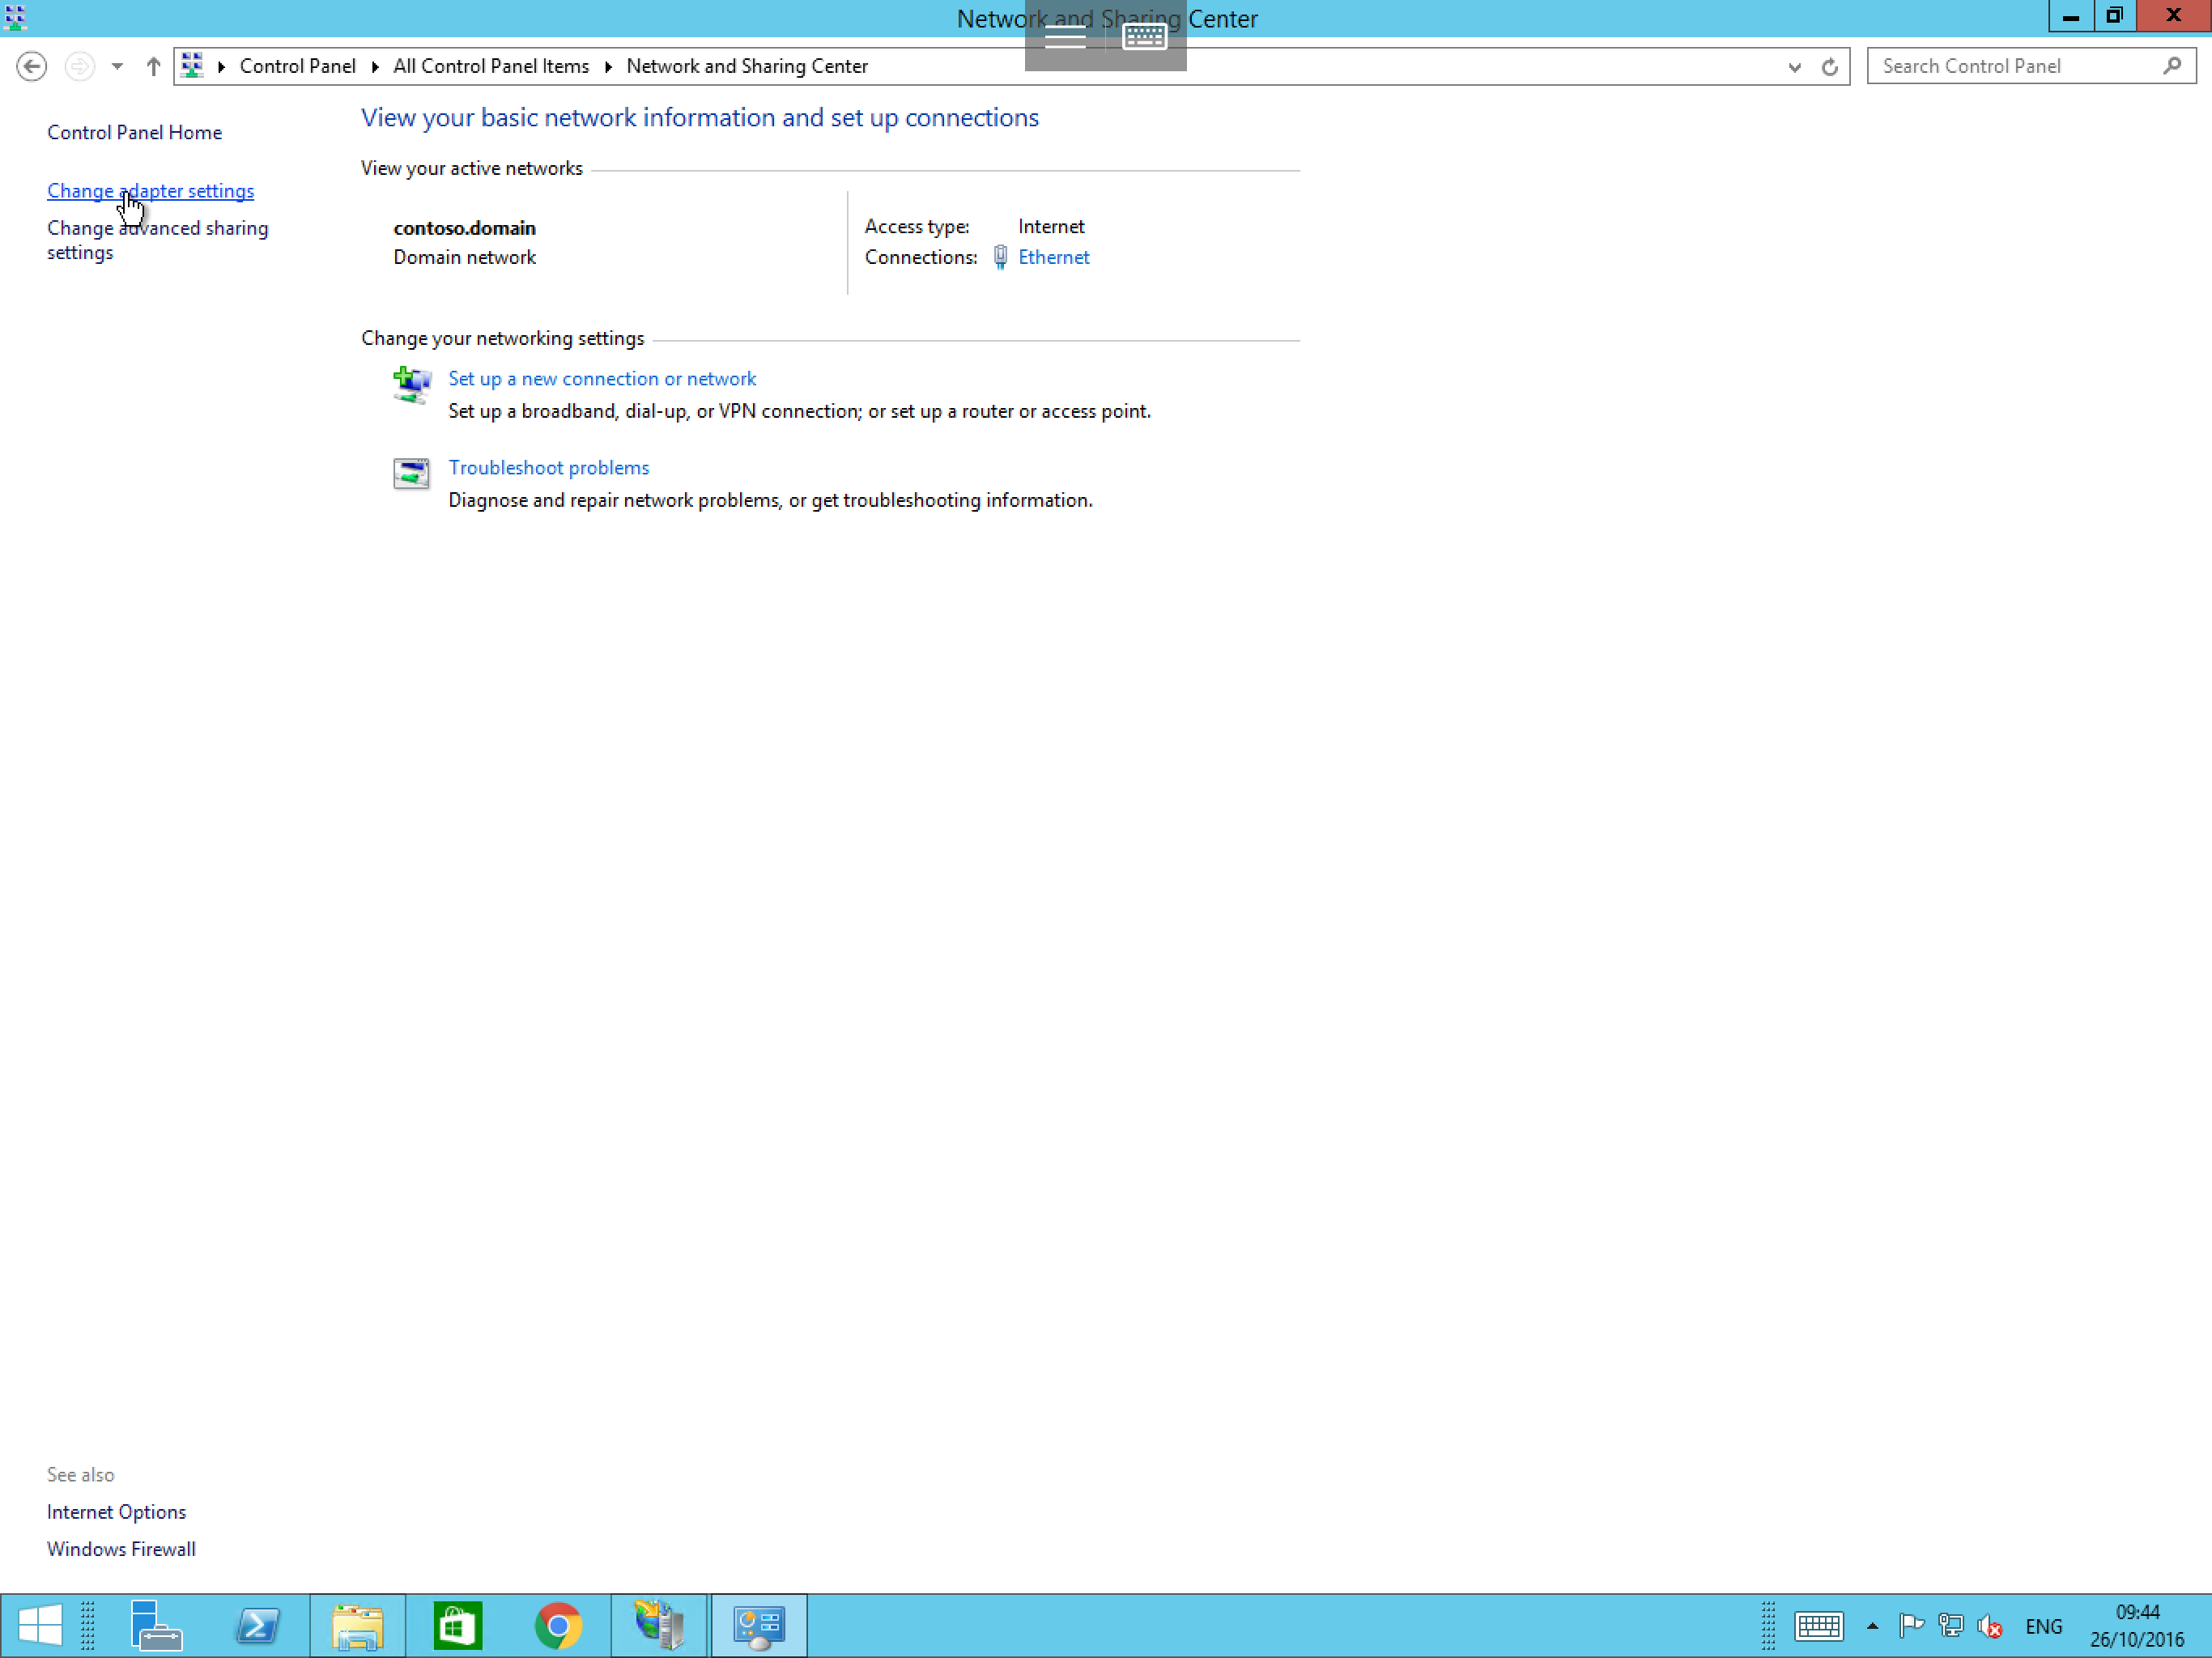 Network and Sharing Center
Control Panel
All Control Panel Items
Network and Sharing Center
Search Control Panel
Control Panel Home
Change adapter settings
Change advanced sharing
settings
View your basic network information and set up connections
View your active networks
contoso.domain
Domain network
Access type: Internet
Connections: Ethernet
Change your networking settings
Set up a new connection or network
Set up a broadband, dial-up, or VPN connection; or set up a router or access point.
Troubleshoot problems
Diagnose and repair network problems, or get troubleshooting information.
See also
Internet Options
Windows Firewall
ENG
09:44
26/10/2016